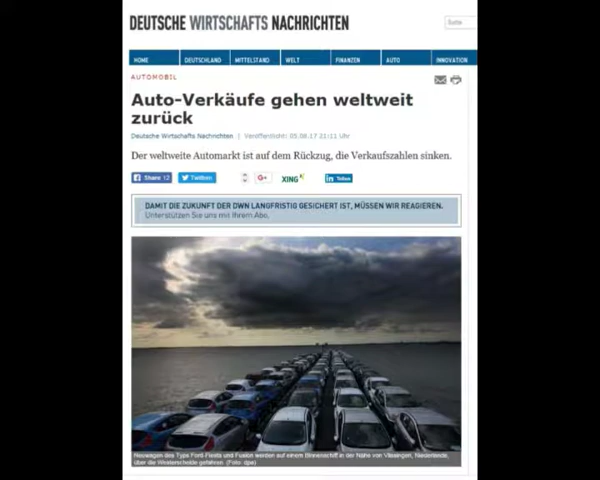 DEUTSCHE WIRTSCHAFTS NACHRICHTEN
Suche
HOME DEUTSCHLAND MITTELSTAND WELT FINANZEN AUTO INNOVATION
AUTOMOBIL
Auto-Verkäufe gehen weltweit
zurück
Deutsche Wirtschafts Nachrichten | Veröffentlicht: 05.08.17 21:11 Uhr
Der weltweite Automarkt ist auf dem Rückzug, die Verkaufszahlen sinken.
Share 12 Twittern G+ XING in Teilen
DAMIT DIE ZUKUNFT DER DWN LANGFRISTIG GESICHERT IST, MÜSSEN WIR REAGIEREN.
Unterstützen Sie uns mit Ihrem Abo.
Neuwagen des Typs Ford-Fiesta und Fusion werden auf einem Binnenschiff in der Nähe von Vlissingen, Niederlande,
über die Westerschelde gefahren. (Foto: dpa)